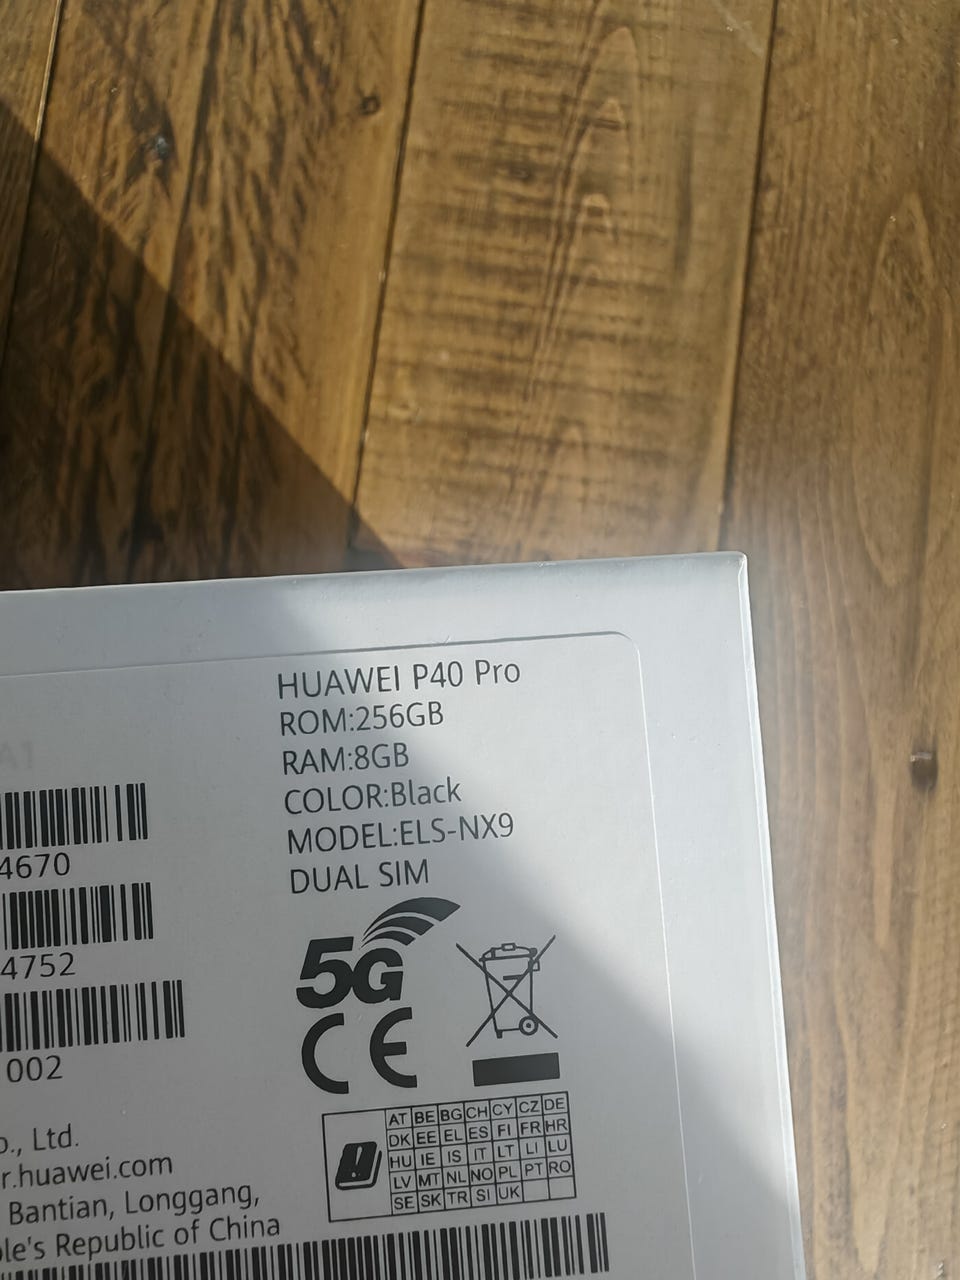 HUAWEI P40 Pro
ROM:256GB
RAM:8GB
COLOR:Black
MODEL:ELS-NX9
DUAL SIM
A1
4670
4752
002
5G
CE
., Ltd.
r.huawei.com
Bantian, Longgang,
le's Republic of China
AT BE BG CH CY CZ DE
DK EE EL ES FI FR HR
HU IE IS IT LT LI LU
LV MT NL NO PL PT RO
SE SK TR SI UK